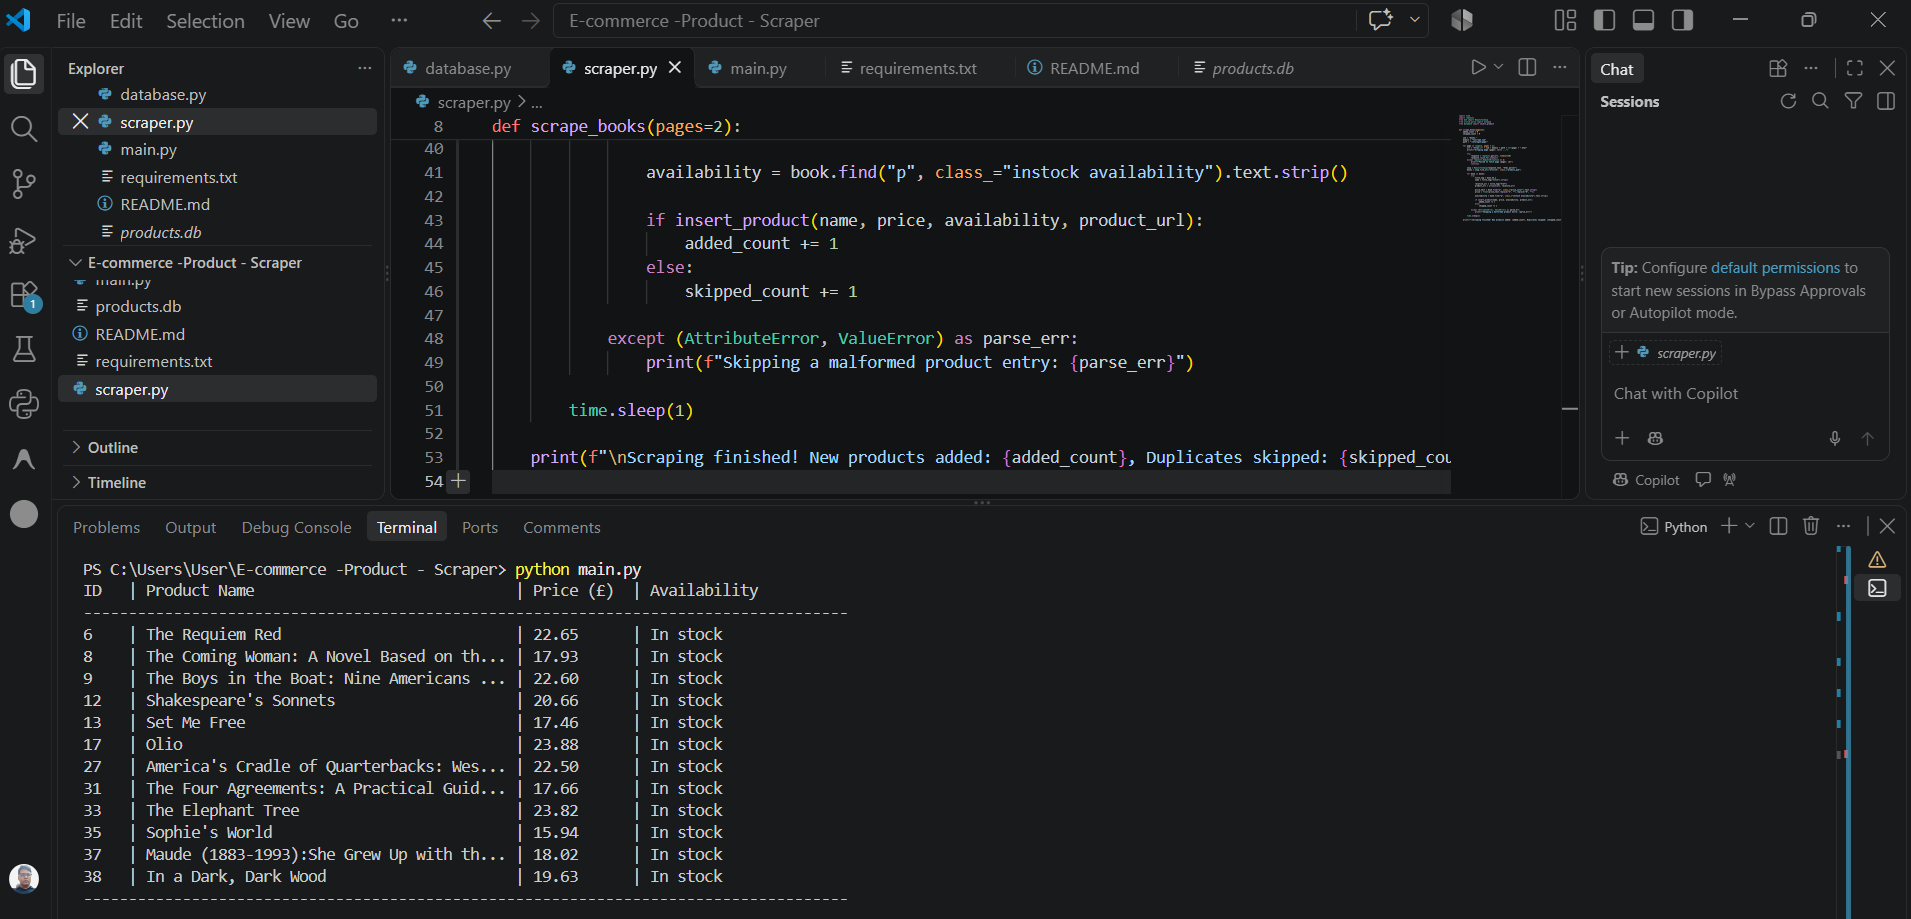 File Edit Selection View Go ···
E-commerce -Product - Scraper
Explorer ···
database.py
scraper.py
main.py
requirements.txt
README.md
products.db
E-commerce -Product - Scraper
main.py
products.db
README.md
requirements.txt
scraper.py
Outline
Timeline
1
database.py scraper.py main.py requirements.txt README.md products.db
scraper.py > ...
8 def scrape_books(pages=2):
40
41 availability = book.find("p", class_="instock availability").text.strip()
42
43 if insert_product(name, price, availability, product_url):
44 added_count += 1
45 else:
46 skipped_count += 1
47
48 except (AttributeError, ValueError) as parse_err:
49 print(f"Skipping a malformed product entry: {parse_err}")
50
51 time.sleep(1)
52
53 print(f"\nScraping finished! New products added: {added_count}, Duplicates skipped: {skipped_cou
54
Chat
Sessions
Tip: Configure default permissions to
start new sessions in Bypass Approvals
or Autopilot mode.
scraper.py
Chat with Copilot
Copilot
Problems Output Debug Console Terminal Ports Comments
Python
PS C:\Users\User\E-commerce -Product - Scraper> python main.py
ID | Product Name | Price (£) | Availability
-------------------------------------------------------------------------------------
6 | The Requiem Red | 22.65 | In stock
8 | The Coming Woman: A Novel Based on th... | 17.93 | In stock
9 | The Boys in the Boat: Nine Americans ... | 22.60 | In stock
12 | Shakespeare's Sonnets | 20.66 | In stock
13 | Set Me Free | 17.46 | In stock
17 | Olio | 23.88 | In stock
27 | America's Cradle of Quarterbacks: Wes... | 22.50 | In stock
31 | The Four Agreements: A Practical Guid... | 17.66 | In stock
33 | The Elephant Tree | 23.82 | In stock
35 | Sophie's World | 15.94 | In stock
37 | Maude (1883-1993):She Grew Up with th... | 18.02 | In stock
38 | In a Dark, Dark Wood | 19.63 | In stock
-------------------------------------------------------------------------------------